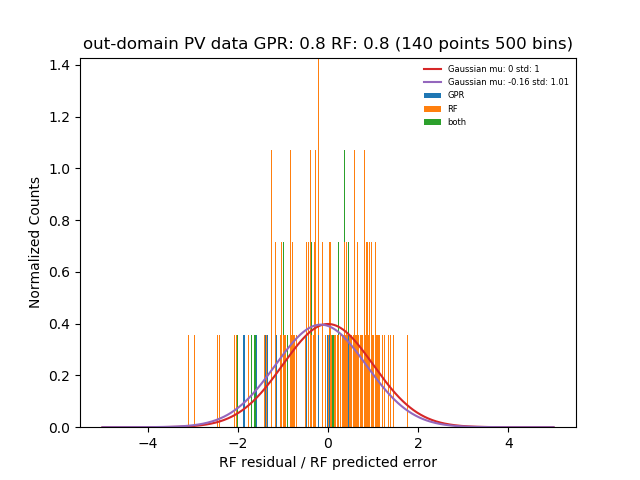 out-domain PV data GPR: 0.8 RF: 0.8 (140 points 500 bins)
Gaussian mu: 0 std: 1
Gaussian mu: -0.16 std: 1.01
GPR
RF
both
Normalized Counts
1.4
1.2
1.0
0.8
0.6
0.4
0.2
0.0
−4 −2 0 2 4
RF residual / RF predicted error